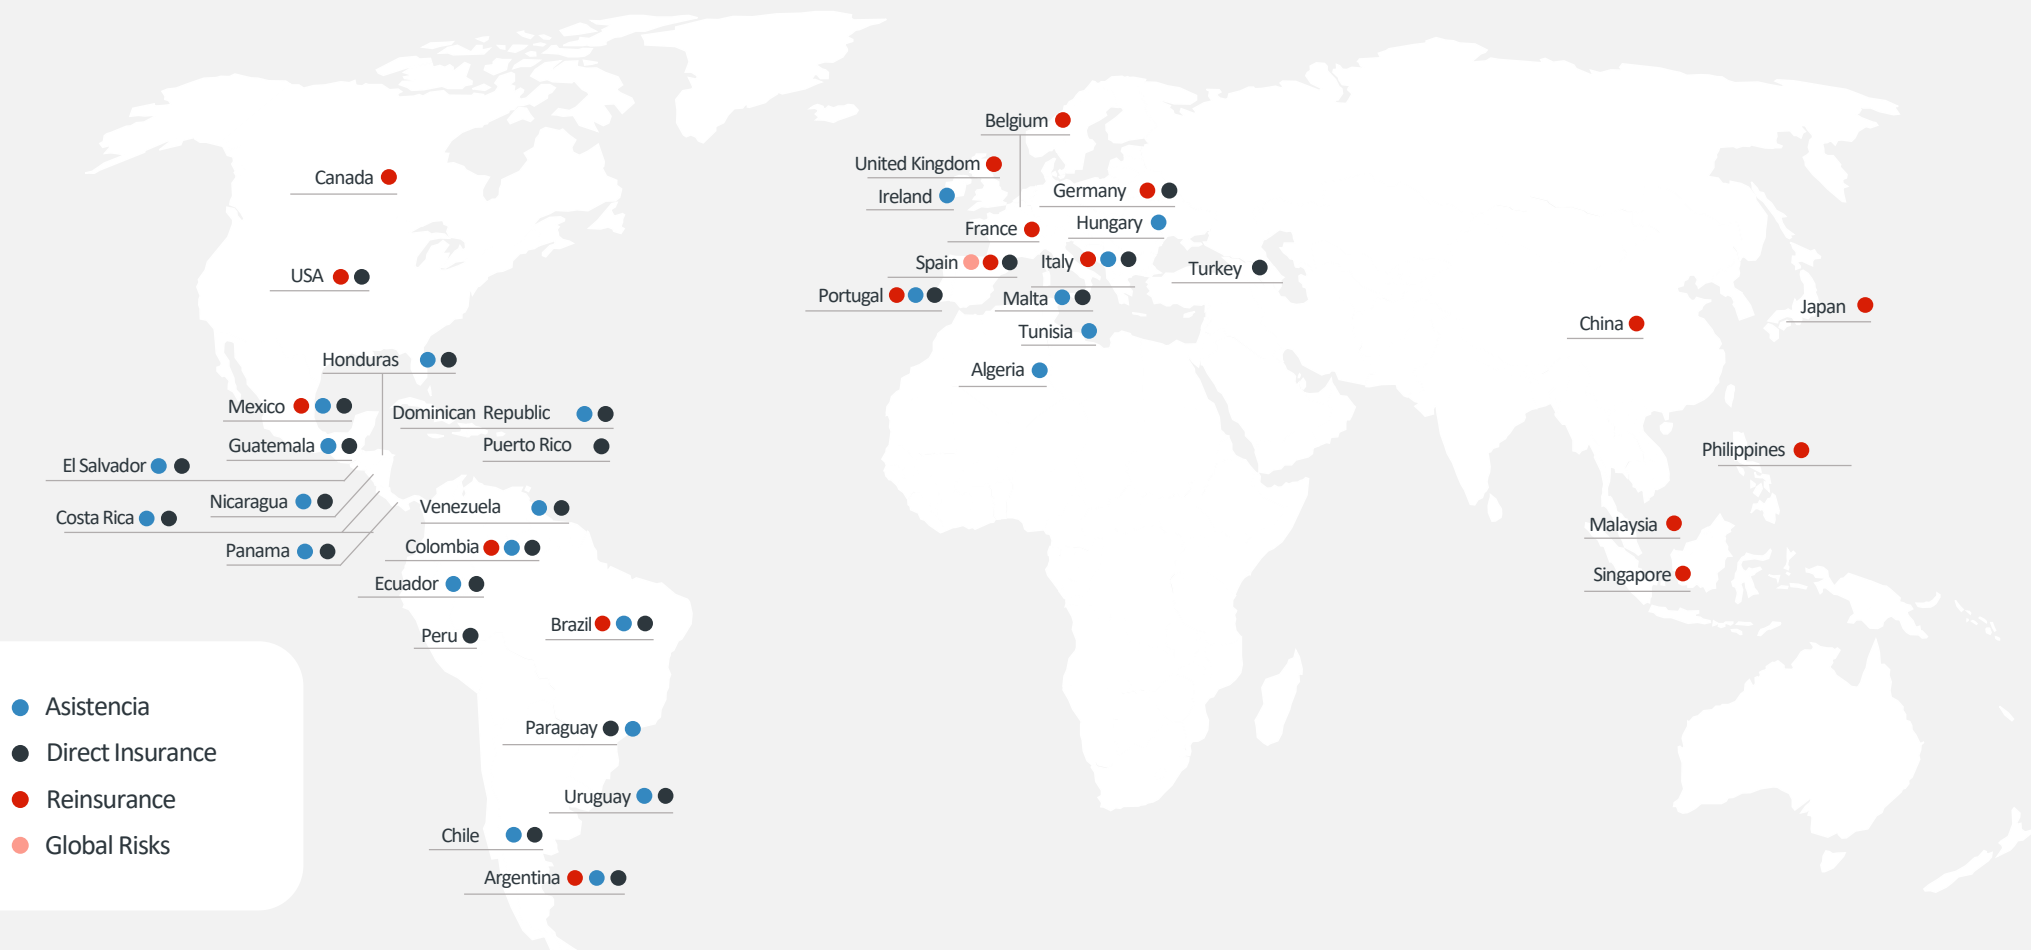 Belgium
United Kingdom
Canada
Ireland
Germany
France
Hungary
USA
Spain
Italy
Turkey
Portugal
Malta
Japan
China
Tunisia
Honduras
Algeria
Mexico
Dominican Republic
Guatemala
Puerto Rico
Philippines
El Salvador
Nicaragua
Venezuela
Costa Rica
Malaysia
Panama
Colombia
Ecuador
Singapore
Brazil
Peru
Asistencia
Direct Insurance
Reinsurance
Global Risks
Paraguay
Uruguay
Chile
Argentina